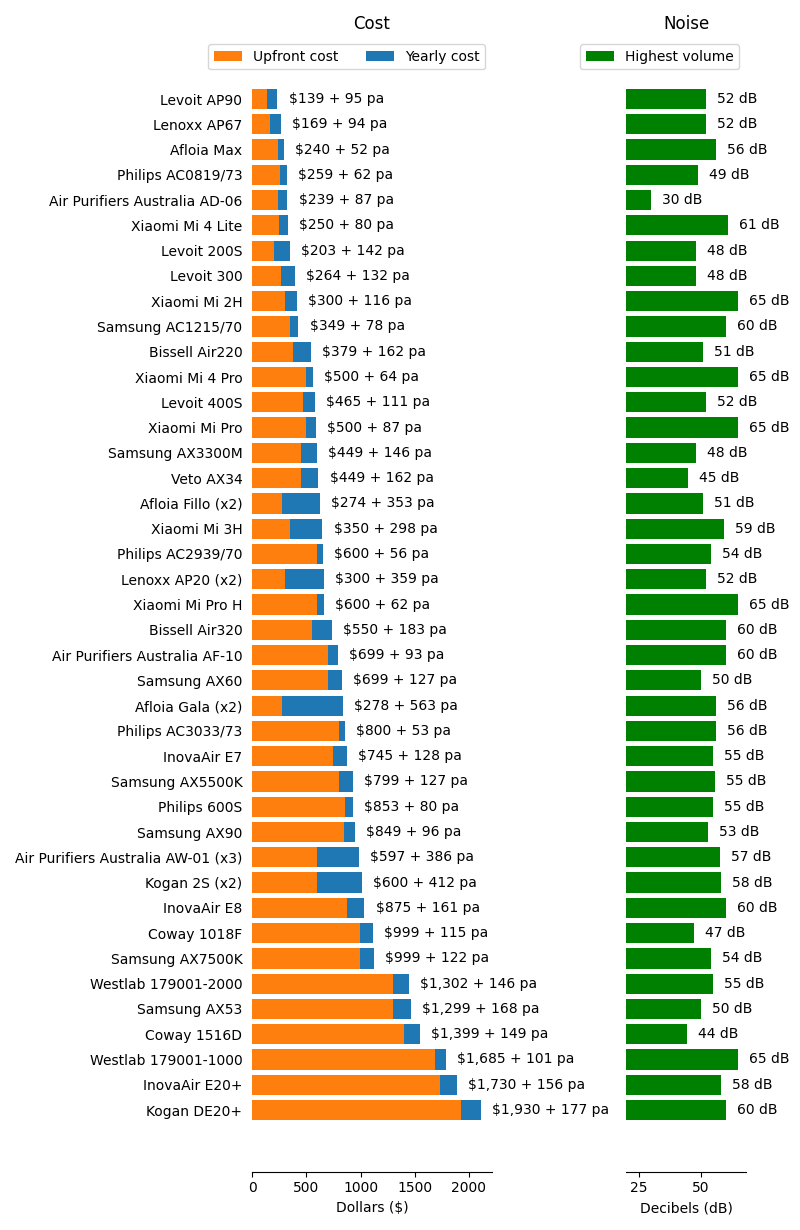 Cost Noise
Upfront cost Yearly cost Highest volume
Levoit AP90 $139 + 95 pa 52 dB
Lenoxx AP67 $169 + 94 pa 52 dB
Afloia Max $240 + 52 pa 56 dB
Philips AC0819/73 $259 + 62 pa 49 dB
Air Purifiers Australia AD-06 $239 + 87 pa 30 dB
Xiaomi Mi 4 Lite $250 + 80 pa 61 dB
Levoit 200S $203 + 142 pa 48 dB
Levoit 300 $264 + 132 pa 48 dB
Xiaomi Mi 2H $300 + 116 pa 65 dB
Samsung AC1215/70 $349 + 78 pa 60 dB
Bissell Air220 $379 + 162 pa 51 dB
Xiaomi Mi 4 Pro $500 + 64 pa 65 dB
Levoit 400S $465 + 111 pa 52 dB
Xiaomi Mi Pro $500 + 87 pa 65 dB
Samsung AX3300M $449 + 146 pa 48 dB
Veto AX34 $449 + 162 pa 45 dB
Afloia Fillo (x2) $274 + 353 pa 51 dB
Xiaomi Mi 3H $350 + 298 pa 59 dB
Philips AC2939/70 $600 + 56 pa 54 dB
Lenoxx AP20 (x2) $300 + 359 pa 52 dB
Xiaomi Mi Pro H $600 + 62 pa 65 dB
Bissell Air320 $550 + 183 pa 60 dB
Air Purifiers Australia AF-10 $699 + 93 pa 60 dB
Samsung AX60 $699 + 127 pa 50 dB
Afloia Gala (x2) $278 + 563 pa 56 dB
Philips AC3033/73 $800 + 53 pa 56 dB
InovaAir E7 $745 + 128 pa 55 dB
Samsung AX5500K $799 + 127 pa 55 dB
Philips 600S $853 + 80 pa 55 dB
Samsung AX90 $849 + 96 pa 53 dB
Air Purifiers Australia AW-01 (x3) $597 + 386 pa 57 dB
Kogan 2S (x2) $600 + 412 pa 58 dB
InovaAir E8 $875 + 161 pa 60 dB
Coway 1018F $999 + 115 pa 47 dB
Samsung AX7500K $999 + 122 pa 54 dB
Westlab 179001-2000 $1,302 + 146 pa 55 dB
Samsung AX53 $1,299 + 168 pa 50 dB
Coway 1516D $1,399 + 149 pa 44 dB
Westlab 179001-1000 $1,685 + 101 pa 65 dB
InovaAir E20+ $1,730 + 156 pa 58 dB
Kogan DE20+ $1,930 + 177 pa 60 dB
0 500 1000 1500 2000 25 50
Dollars ($) Decibels (dB)